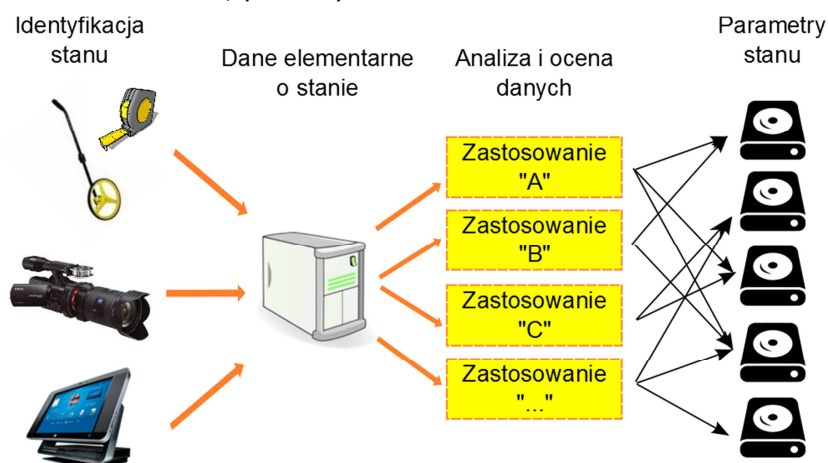 Identyfikacja
stanu
Dane elementarne
o stanie
Analiza i ocena
danych
Parametry
stanu
Zastosowanie
"A"
Zastosowanie
"B"
Zastosowanie
"C"
Zastosowanie
"..."